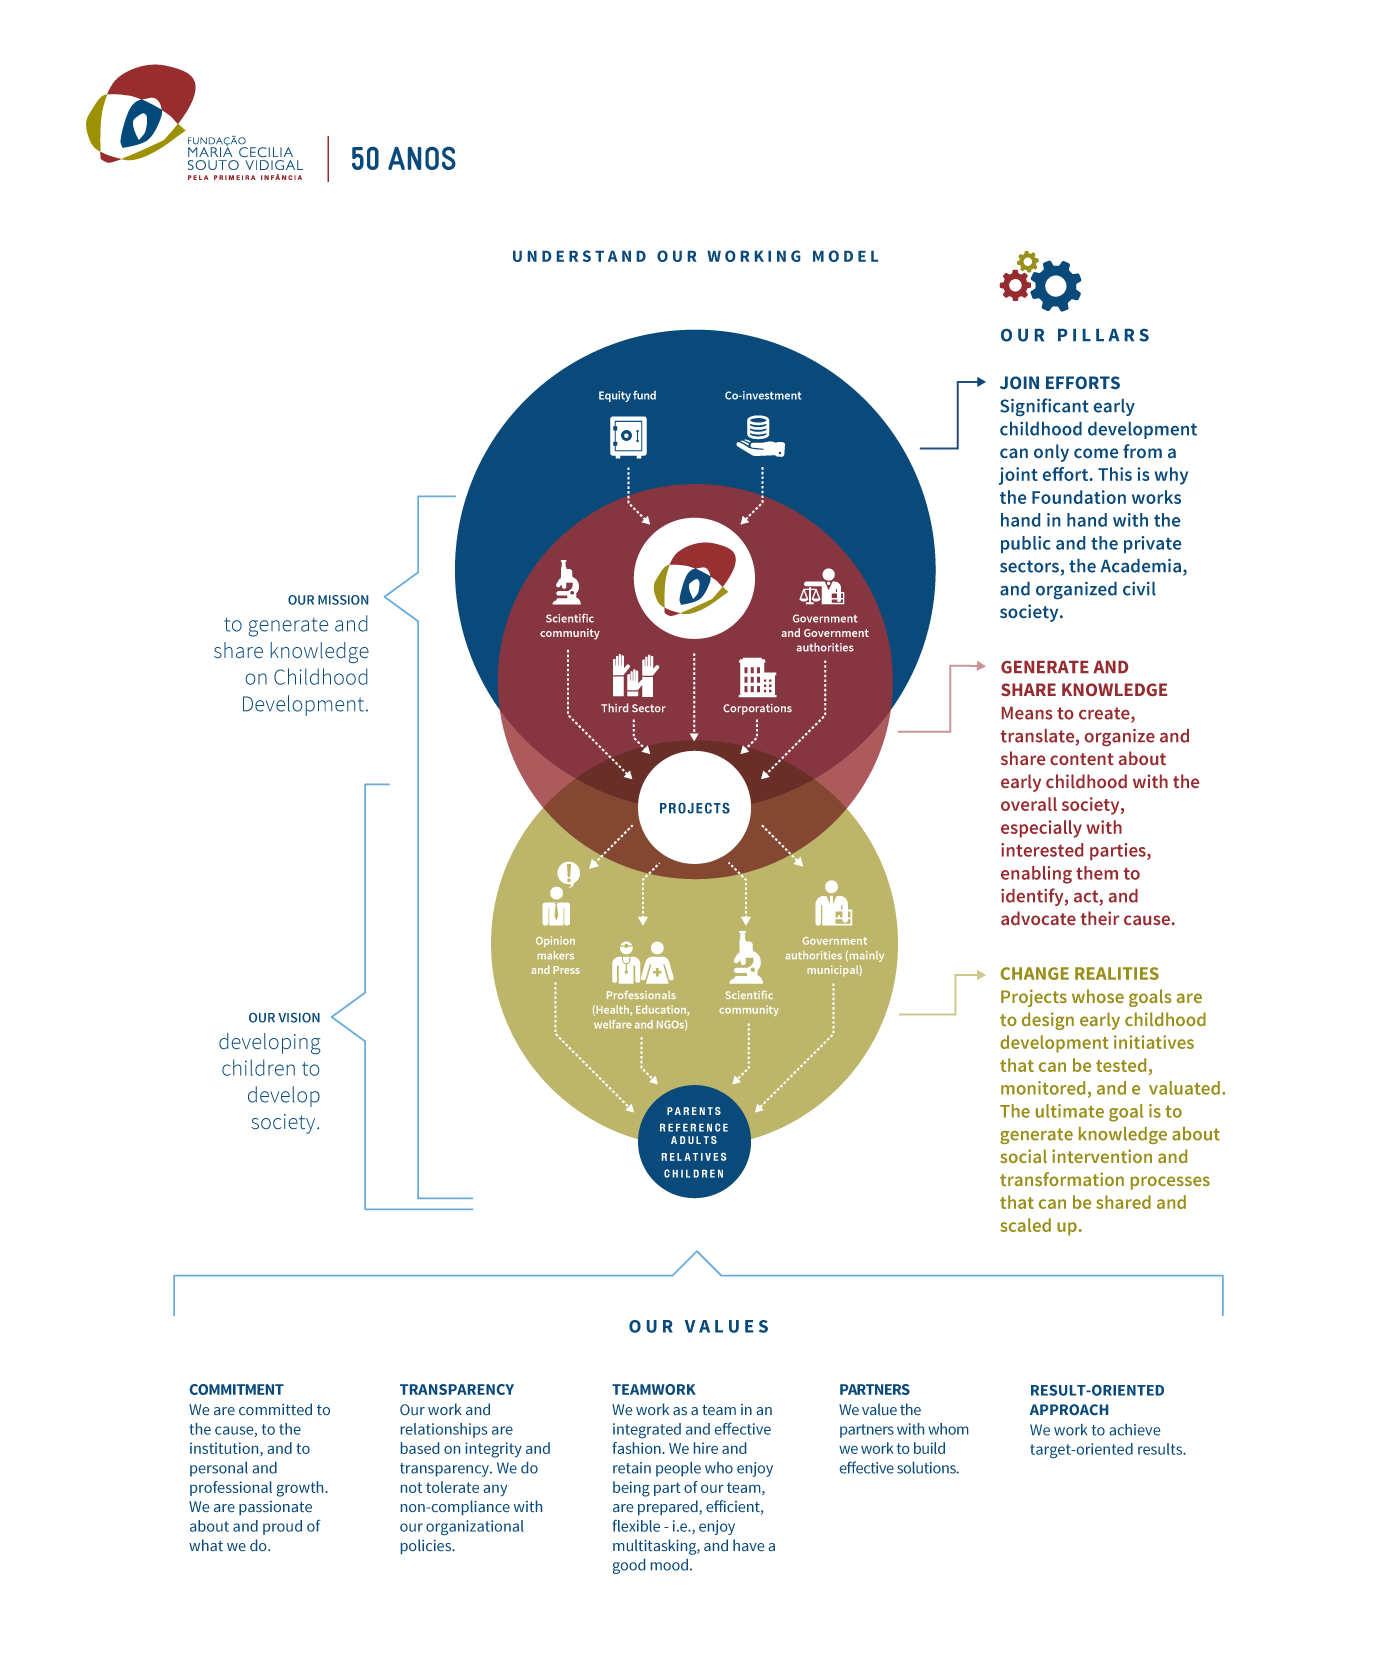 FUNDAÇÃO
MARIA CECILIA
SOUTO VIDIGAL
PELA PRIMEIRA INFÂNCIA
50 ANOS
UNDERSTAND OUR WORKING MODEL
Equity fund
Co-investment
Scientific
community
Government
and Government
authorities
Third Sector
Corporations
PROJECTS
Opinion
makers
and Press
Professionals
(Health, Education,
welfare and NGOs)
Scientific
community
Government
authorities (mainly
municipal)
PARENTS
REFERENCE
ADULTS
RELATIVES
CHILDREN
OUR MISSION
to generate and
share knowledge
on Childhood
Development.
OUR VISION
developing
children to
develop
society.
OUR PILLARS
JOIN EFFORTS
Significant early
childhood development
can only come from a
joint effort. This is why
the Foundation works
hand in hand with the
public and the private
sectors, the Academia,
and organized civil
society.
GENERATE AND
SHARE KNOWLEDGE
Means to create,
translate, organize and
share content about
early childhood with the
overall society,
especially with
interested parties,
enabling them to
identify, act, and
advocate their cause.
CHANGE REALITIES
Projects whose goals are
to design early childhood
development initiatives
that can be tested,
monitored, and e valuated.
The ultimate goal is to
generate knowledge about
social intervention and
transformation processes
that can be shared and
scaled up.
OUR VALUES
COMMITMENT
We are committed to
the cause, to the
institution, and to
personal and
professional growth.
We are passionate
about and proud of
what we do.
TRANSPARENCY
Our work and
relationships are
based on integrity and
transparency. We do
not tolerate any
non-compliance with
our organizational
policies.
TEAMWORK
We work as a team in an
integrated and effective
fashion. We hire and
retain people who enjoy
being part of our team,
are prepared, efficient,
flexible - i.e., enjoy
multitasking, and have a
good mood.
PARTNERS
We value the
partners with whom
we work to build
effective solutions.
RESULT-ORIENTED
APPROACH
We work to achieve
target-oriented results.